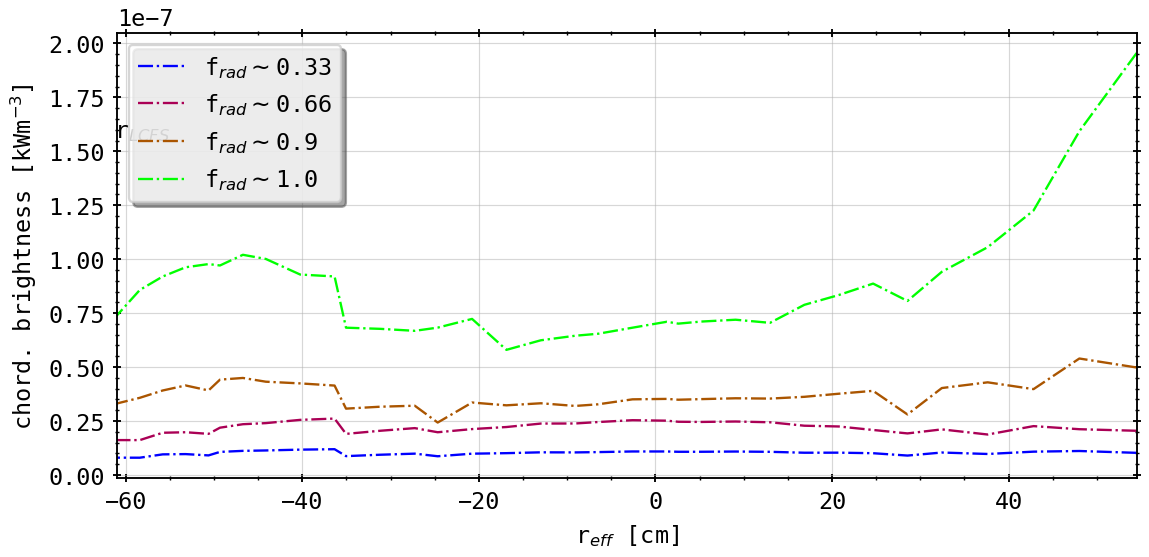 1e−7
chord. brightness [kWm⁻³]
2.00
1.75
1.50
1.25
1.00
0.75
0.50
0.25
0.00
f_rad ∼ 0.33
f_rad ∼ 0.66
f_rad ∼ 0.9
f_rad ∼ 1.0
r_LCFS
−60 −40 −20 0 20 40
r_eff [cm]